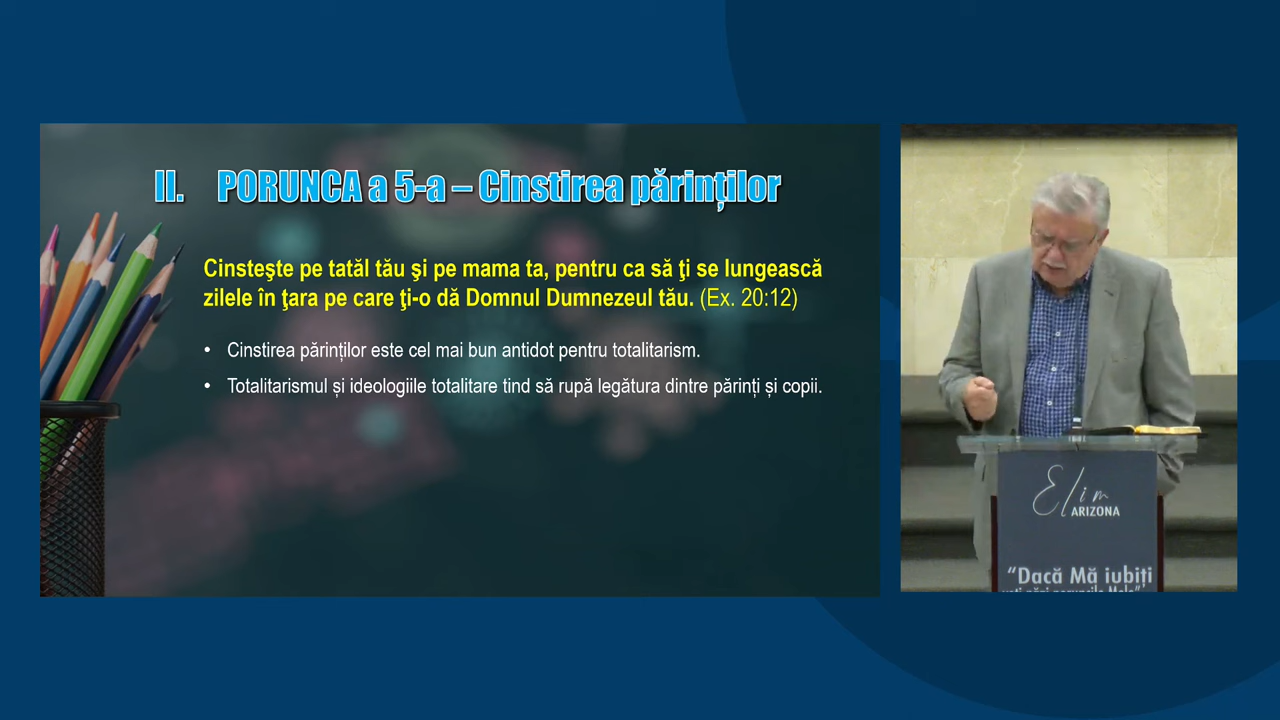 II. PORUNCA a 5-a – Cinstirea părinților
Cinsteşte pe tatăl tău şi pe mama ta, pentru ca să ţi se lungească
zilele în ţara pe care ţi-o dă Domnul Dumnezeul tău. (Ex. 20:12)
• Cinstirea părinților este cel mai bun antidot pentru totalitarism.
• Totalitarismul și ideologiile totalitare tind să rupă legătura dintre părinți și copii.
Elim
ARIZONA
“Dacă Mă iubiți